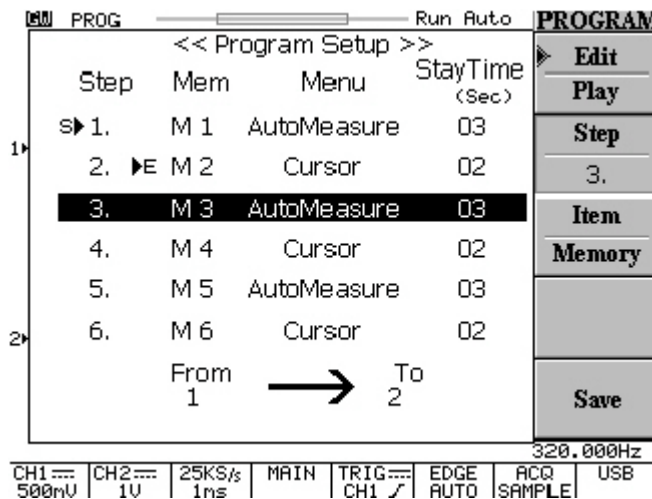 GW PROG Run Auto PROGRAM
<< Program Setup >>
Step Mem Menu StayTime
(Sec)
S 1. M 1 AutoMeasure 03
2. E M 2 Cursor 02
3. M 3 AutoMeasure 03
4. M 4 Cursor 02
5. M 5 AutoMeasure 03
6. M 6 Cursor 02
From To
1 2
1
2
Edit
Play
Step
3.
Item
Memory
Save
320.000Hz
CH1 CH2 25KS/s MAIN TRIG EDGE ACQ USB
500mV 1V 1ms CH1 AUTO SAMPLE